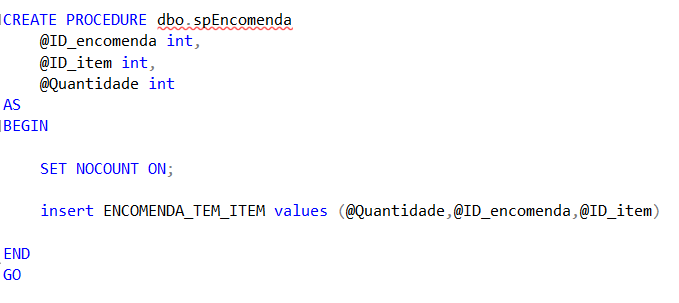 CREATE PROCEDURE dbo.spEncomenda
@ID_encomenda int,
@ID_item int,
@Quantidade int
AS
BEGIN
SET NOCOUNT ON;
insert ENCOMENDA_TEM_ITEM values (@Quantidade,@ID_encomenda,@ID_item)
END
GO